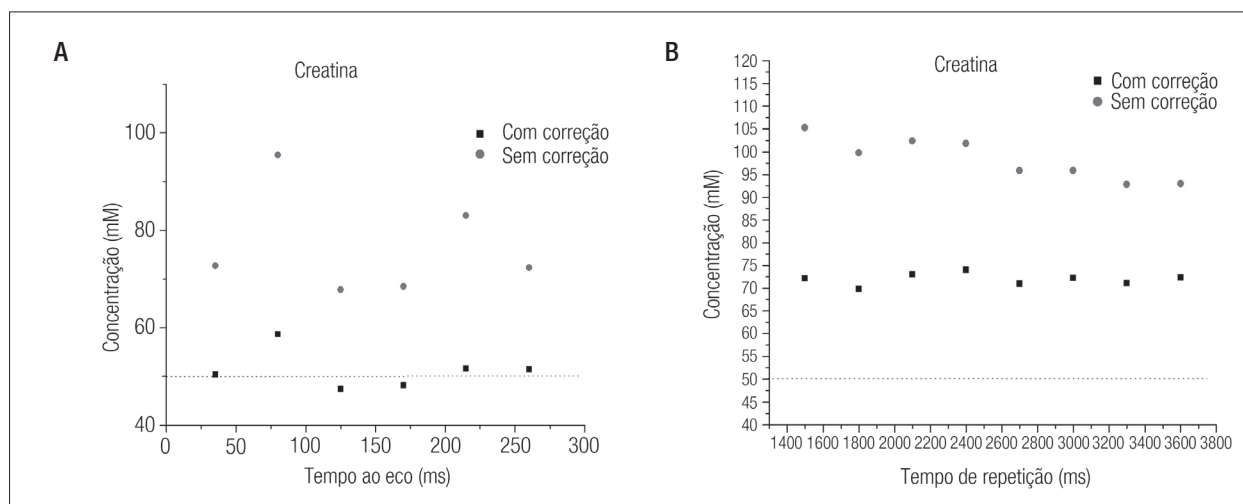 A
Creatina
Com correção
Sem correção
Concentração (mM)
100
80
60
40
0 50 100 150 200 250 300
Tempo ao eco (ms)
B
Creatina
Com correção
Sem correção
Concentração (mM)
120
115
110
105
100
95
90
85
80
75
70
65
60
55
50
45
40
1400 1600 1800 2000 2200 2400 2600 2800 3000 3200 3400 3600 3800
Tempo de repetição (ms)